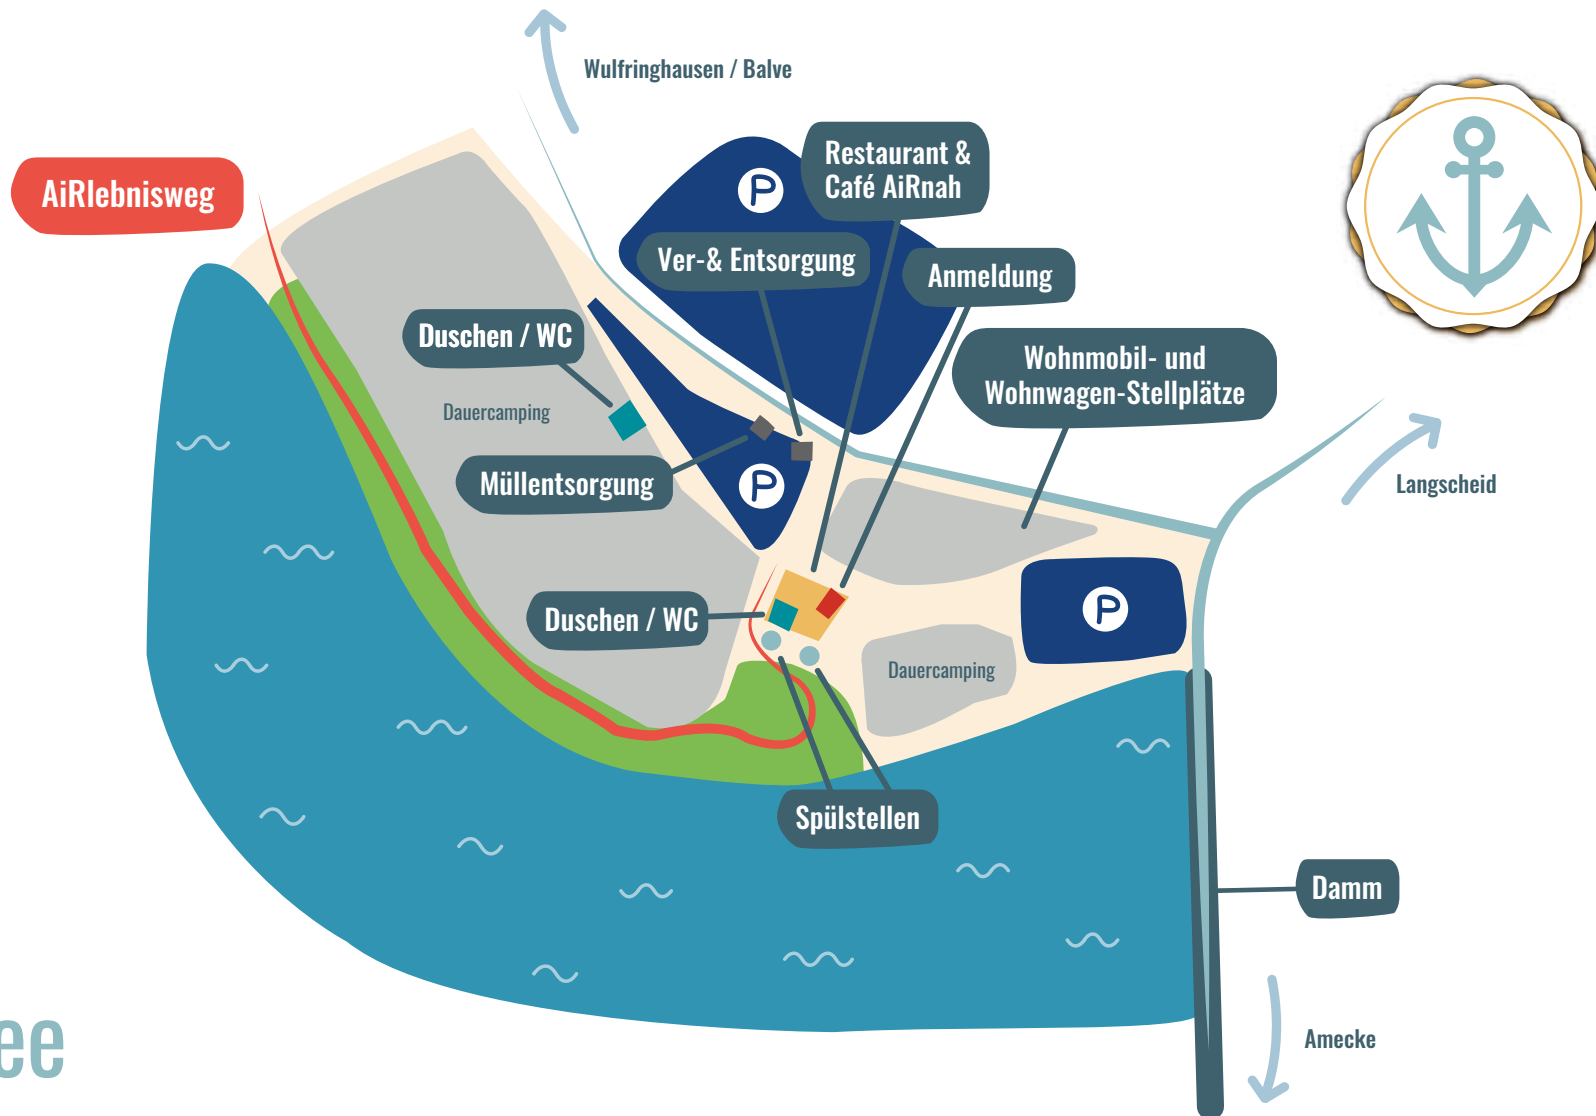 Wulfringhausen / Balve
AiRlebnisweg
Restaurant &
Café AiRnah
P
Ver-& Entsorgung
Anmeldung
Duschen / WC
Wohnmobil- und
Wohnwagen-Stellplätze
Dauercamping
Müllentsorgung
P
Langscheid
Duschen / WC
P
Dauercamping
Spülstellen
Damm
Amecke
ee